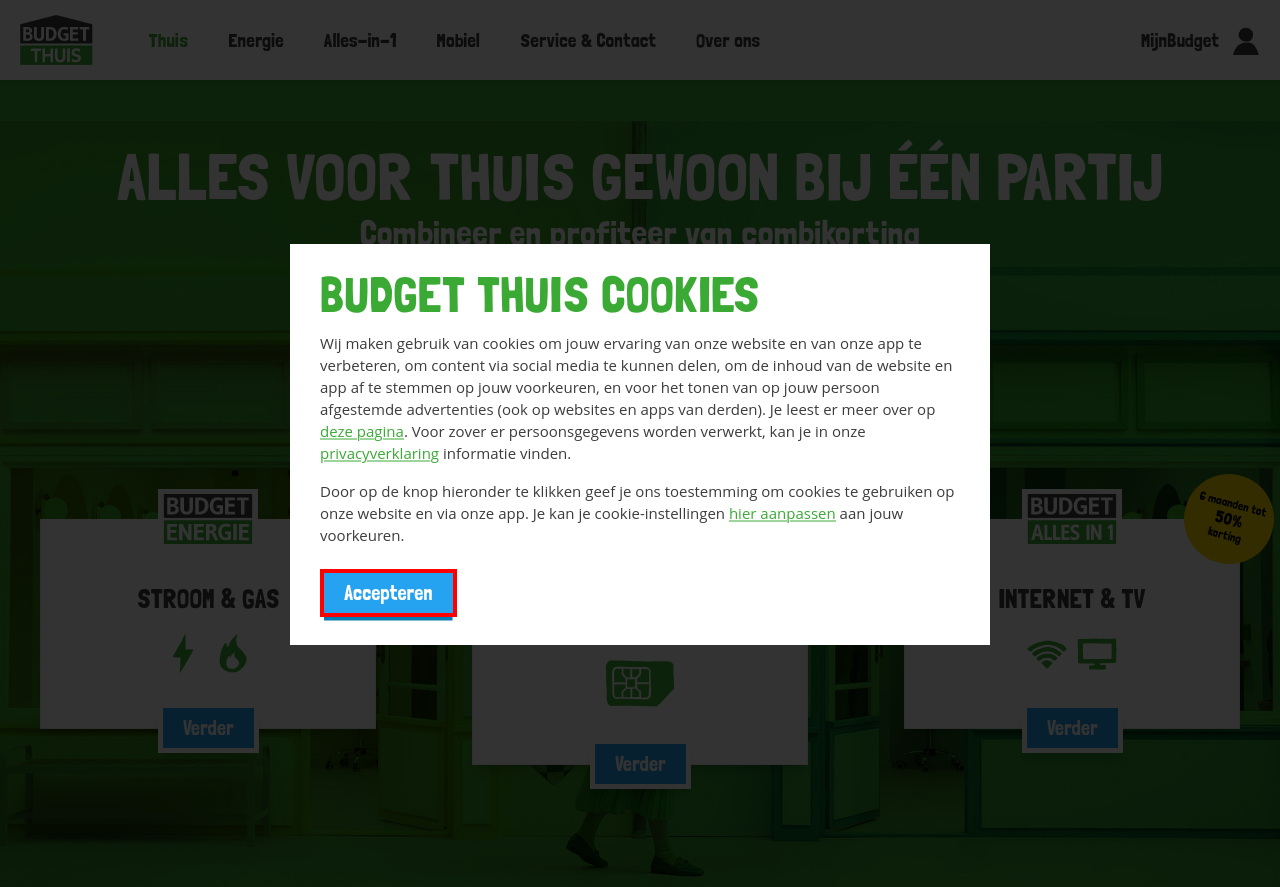 BUDGET
THUIS
Thuis
Energie
Alles-in-1
Mobiel
Service & Contact
Over ons
MijnBudget
ALLES VOOR THUIS GEWOON BIJ ÉÉN PARTIJ
Combineer en profiteer van combikorting
BUDGET THUIS COOKIES
Wij maken gebruik van cookies om jouw ervaring van onze website en van onze app te
verbeteren, om content via social media te kunnen delen, om de inhoud van de website en
app af te stemmen op jouw voorkeuren, en voor het tonen van op jouw persoon
afgestemde advertenties (ook op websites en apps van derden). Je leest er meer over op
deze pagina. Voor zover er persoonsgegevens worden verwerkt, kan je in onze
privacyverklaring informatie vinden.
Door op de knop hieronder te klikken geef je ons toestemming om cookies te gebruiken op
onze website en via onze app. Je kan je cookie-instellingen hier aanpassen aan jouw
voorkeuren.
Accepteren
BUDGET
ENERGIE
STROOM & GAS
Verder
Verder
BUDGET
ALLES IN 1
6 maanden tot
50%
korting
INTERNET & TV
Verder